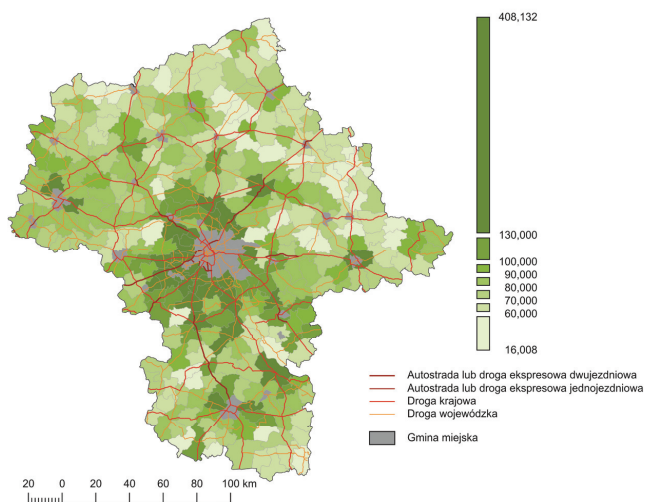 408,132
130,000
100,000
90,000
80,000
70,000
60,000
16,008
Autostrada lub droga ekspresowa dwujezdniowa
Autostrada lub droga ekspresowa jednojezdniowa
Droga krajowa
Droga wojewódzka
Gmina miejska
20 0 20 40 60 80 100 km